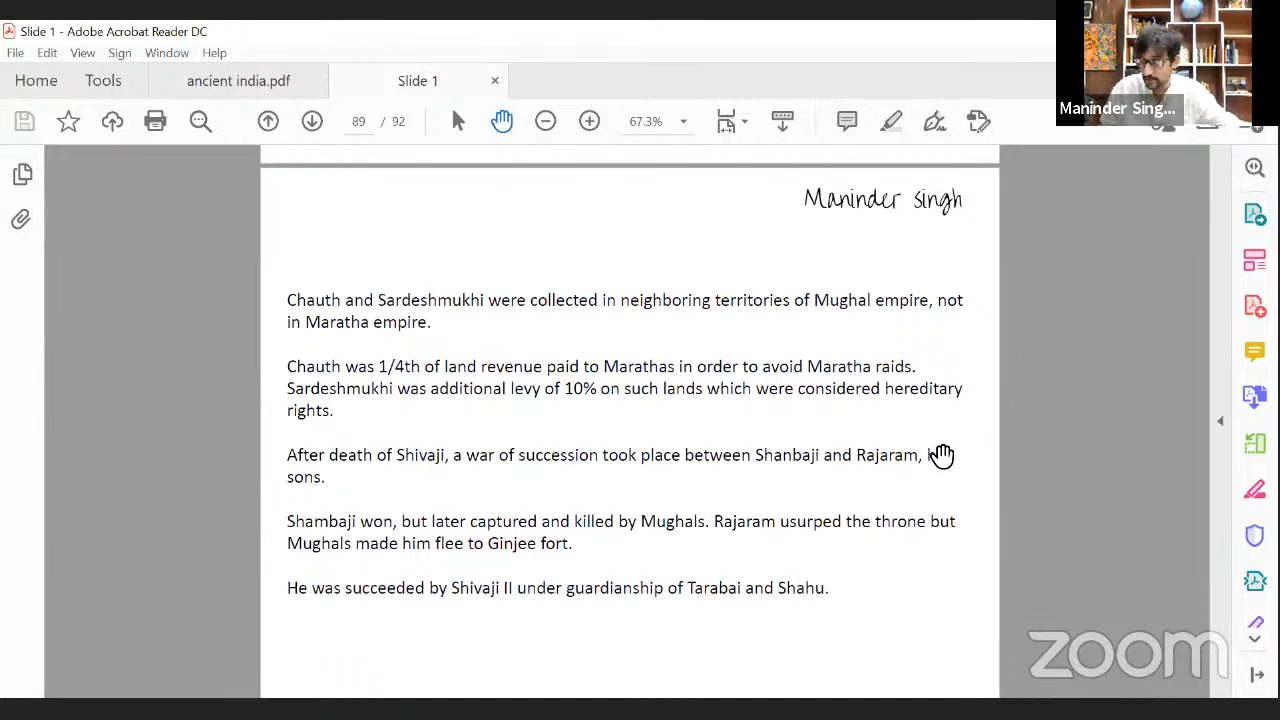 Slide 1 - Adobe Acrobat Reader DC
File Edit View Sign Window Help
Home Tools ancient india.pdf Slide 1
89 / 92 67.3%
Maninder Sing...
Maninder singh
Chauth and Sardeshmukhi were collected in neighboring territories of Mughal empire, not
in Maratha empire.
Chauth was 1/4th of land revenue paid to Marathas in order to avoid Maratha raids.
Sardeshmukhi was additional levy of 10% on such lands which were considered hereditary
rights.
After death of Shivaji, a war of succession took place between Shanbaji and Rajaram,
sons.
Shambaji won, but later captured and killed by Mughals. Rajaram usurped the throne but
Mughals made him flee to Ginjee fort.
He was succeeded by Shivaji II under guardianship of Tarabai and Shahu.
zoom